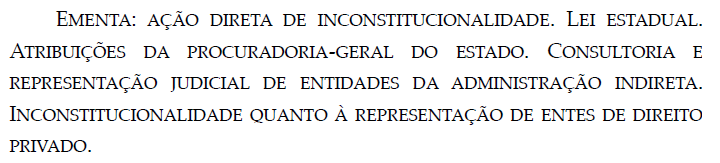 EMENTA: AÇÃO DIRETA DE INCONSTITUCIONALIDADE. LEI ESTADUAL.
ATRIBUIÇÕES DA PROCURADORIA-GERAL DO ESTADO. CONSULTORIA E
REPRESENTAÇÃO JUDICIAL DE ENTIDADES DA ADMINISTRAÇÃO INDIRETA.
INCONSTITUCIONALIDADE QUANTO À REPRESENTAÇÃO DE ENTES DE DIREITO
PRIVADO.